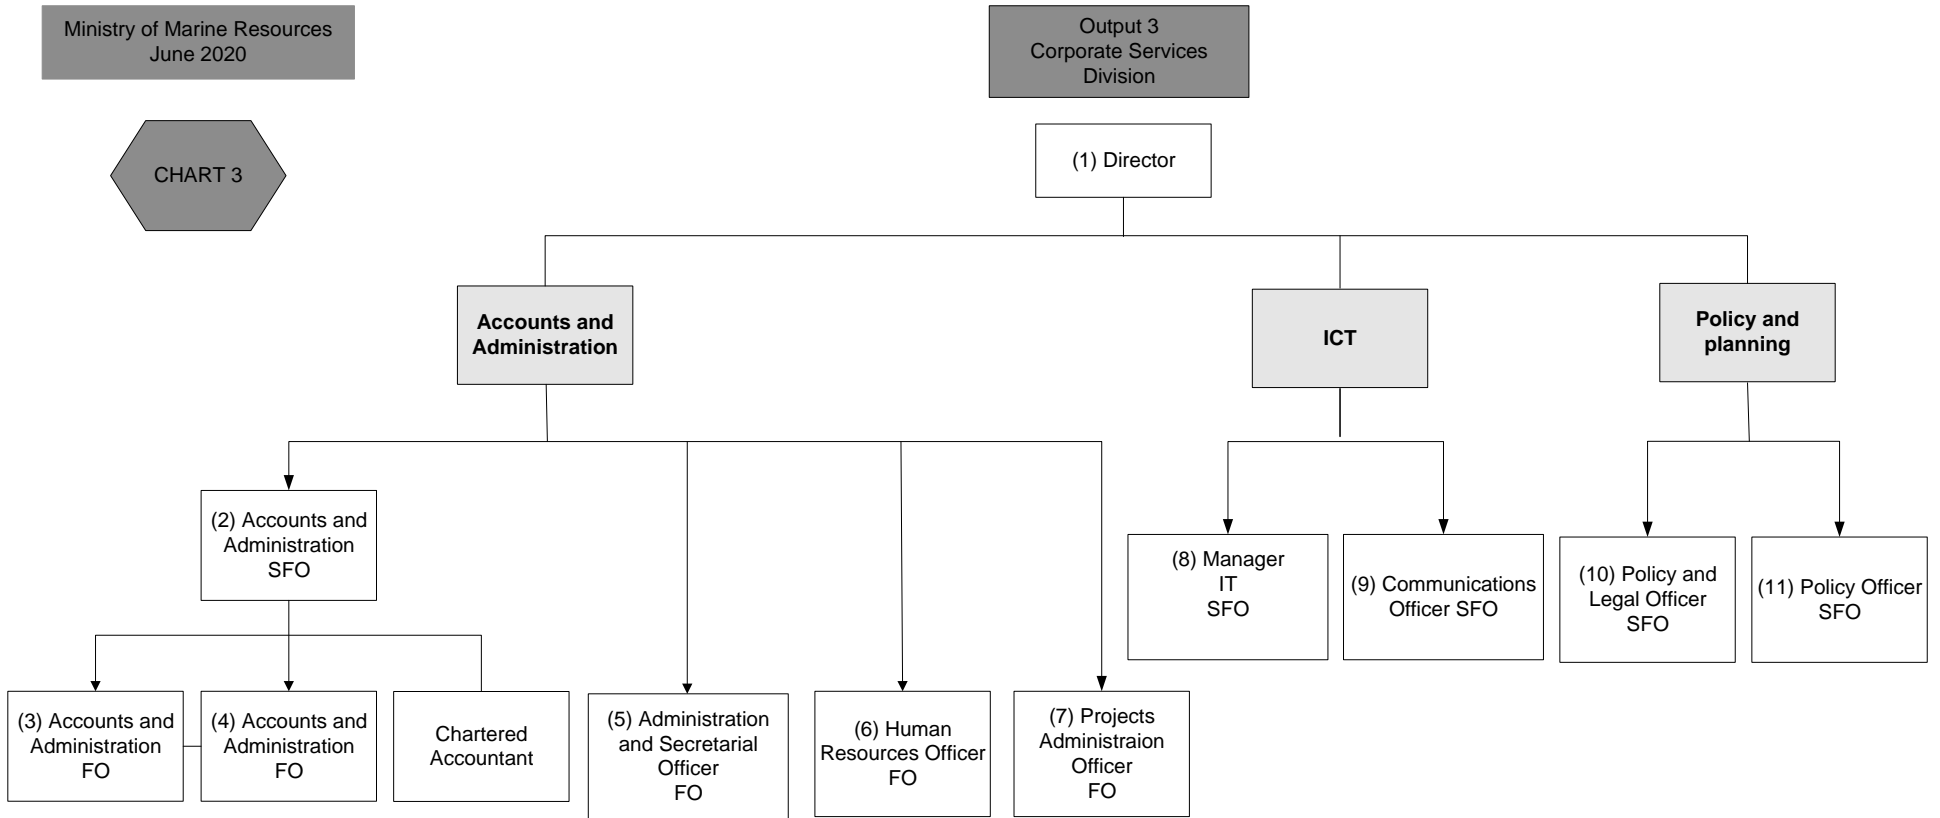 Ministry of Marine Resources
June 2020
Output 3
Corporate Services
Division
CHART 3
(1) Director
Accounts and
Administration
ICT
Policy and
planning
(2) Accounts and
Administration
SFO
(8) Manager
IT
SFO
(9) Communications
Officer SFO
(10) Policy and
Legal Officer
SFO
(11) Policy Officer
SFO
(3) Accounts and
Administration
FO
(4) Accounts and
Administration
FO
Chartered
Accountant
(5) Administration
and Secretarial
Officer
FO
(6) Human
Resources Officer
FO
(7) Projects
Administraion
Officer
FO